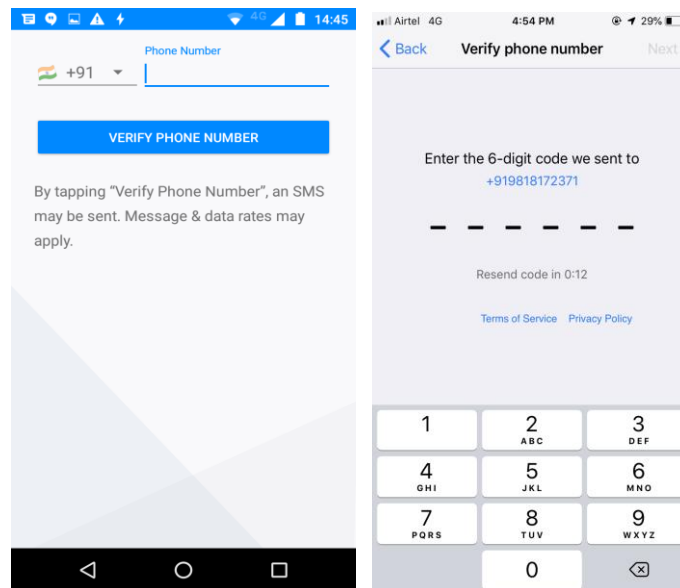 4G 14:45
Phone Number
+91
VERIFY PHONE NUMBER
By tapping “Verify Phone Number”, an SMS
may be sent. Message & data rates may
apply.
Airtel 4G 4:54 PM 29%
Back Verify phone number Next
Enter the 6-digit code we sent to
+919818172371
Resend code in 0:12
Terms of Service Privacy Policy
1 2 3
ABC DEF
4 5 6
GHI JKL MNO
7 8 9
PQRS TUV WXYZ
0